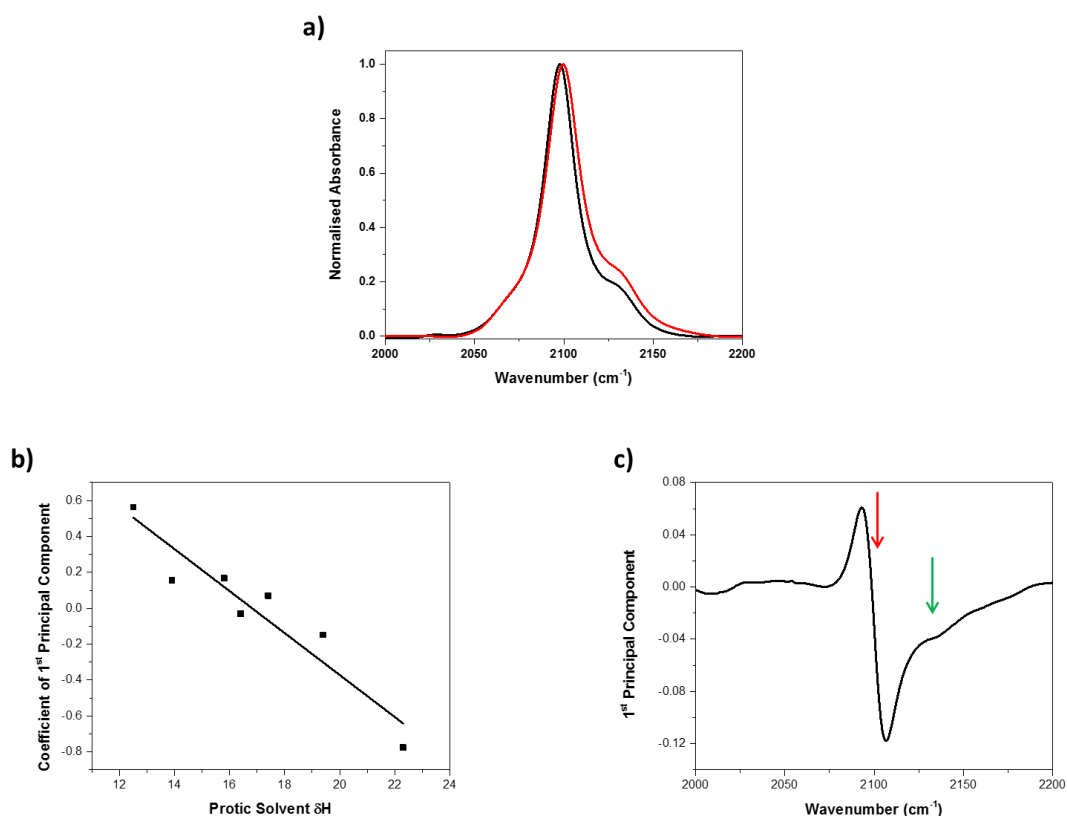 a)
Normalised Absorbance
1.0
0.8
0.6
0.4
0.2
0.0
2000 2050 2100 2150 2200
Wavenumber (cm⁻¹)
b)
Coefficient of 1ˢᵗ Principal Component
0.6
0.4
0.2
0.0
-0.2
-0.4
-0.6
-0.8
12 14 16 18 20 22 24
Protic Solvent δH
c)
1ˢᵗ Principal Component
0.08
0.04
0.00
-0.04
-0.08
-0.12
2000 2050 2100 2150 2200
Wavenumber (cm⁻¹)